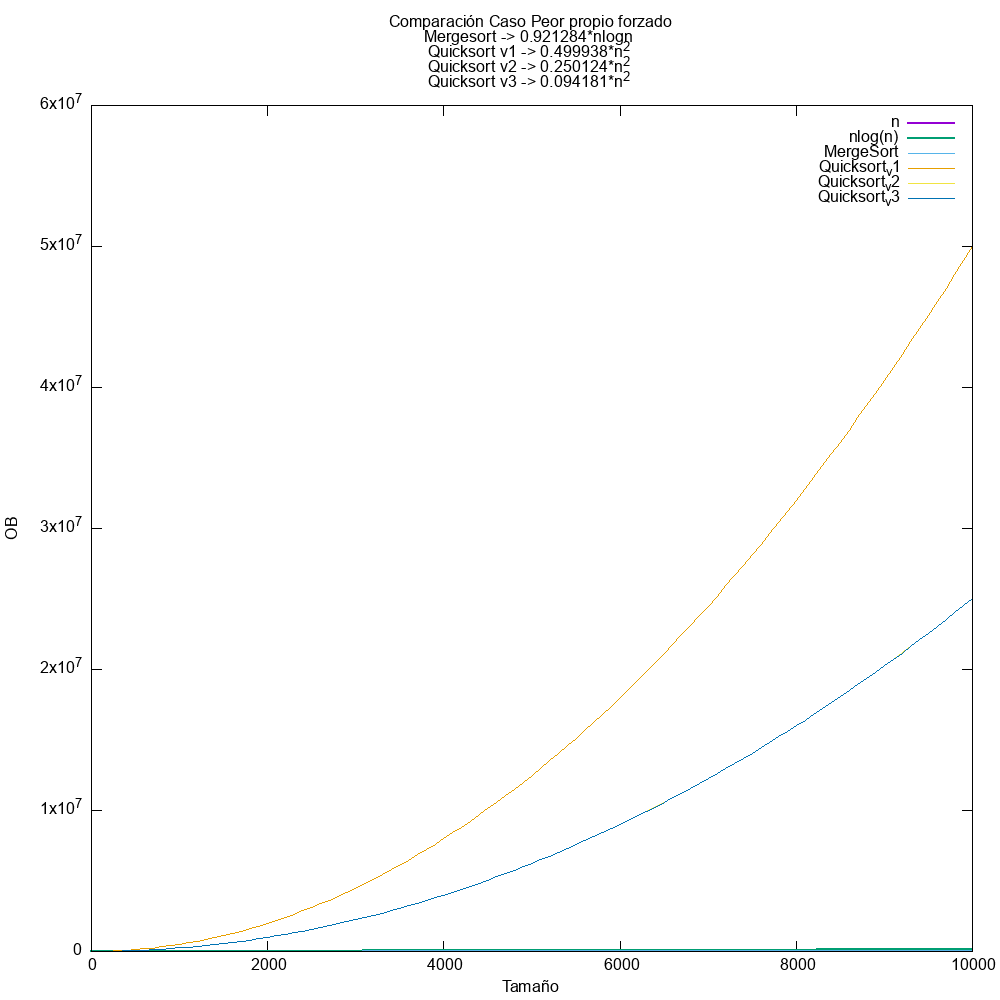 Comparación Caso Peor propio forzado
Mergesort -> 0.921284*nlogn
Quicksort v1 -> 0.499938*n²
Quicksort v2 -> 0.250124*n²
Quicksort v3 -> 0.094181*n²
6x10⁷
5x10⁷
4x10⁷
3x10⁷
2x10⁷
1x10⁷
0
OB
n
nlog(n)
MergeSort
Quicksortᵥ1
Quicksortᵥ2
Quicksortᵥ3
0 2000 4000 6000 8000 10000
Tamaño